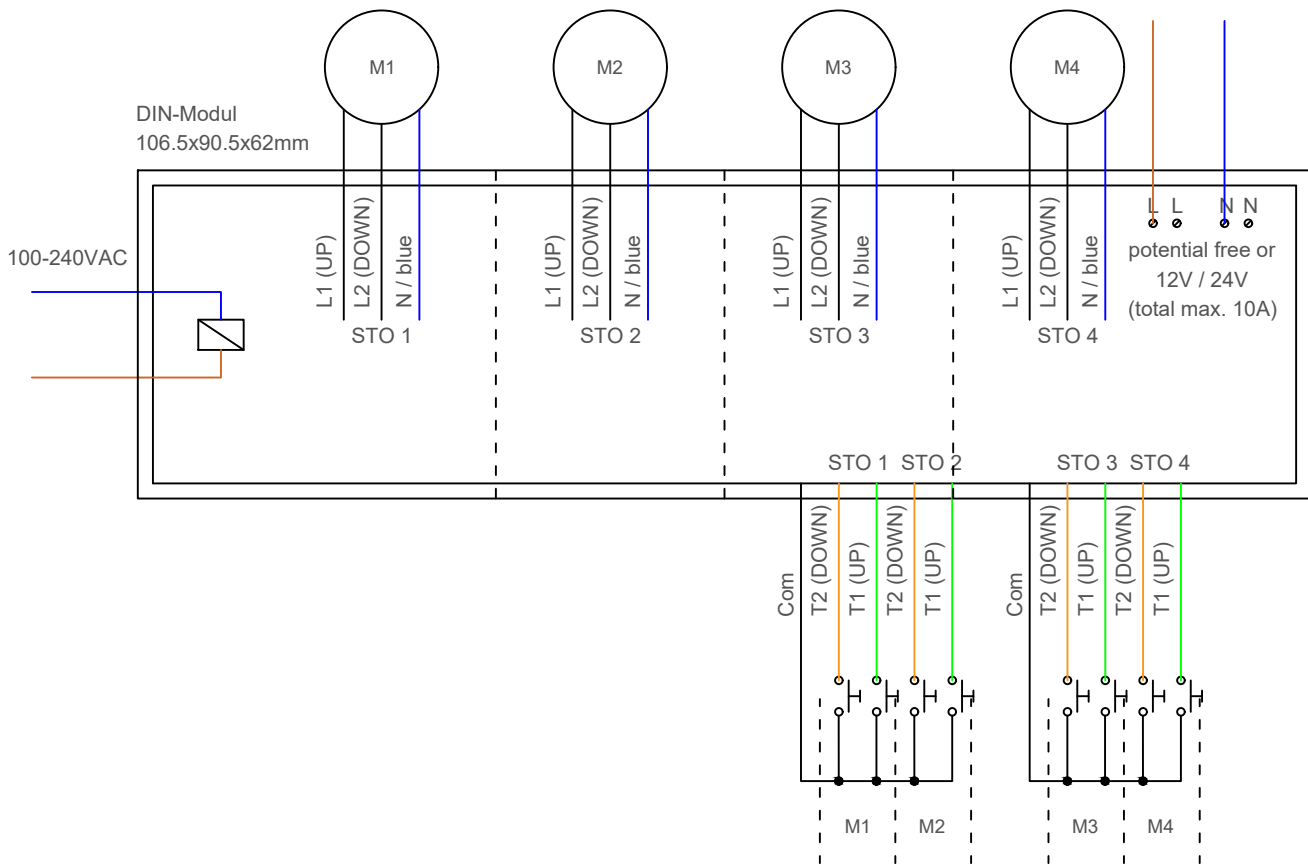 M1
M2
M3
M4
DIN-Modul
106.5x90.5x62mm
L1 (UP)
L2 (DOWN)
N / blue
STO 1
L1 (UP)
L2 (DOWN)
N / blue
STO 2
L1 (UP)
L2 (DOWN)
N / blue
STO 3
L1 (UP)
L2 (DOWN)
N / blue
STO 4
L L N N
potential free or
12V / 24V
(total max. 10A)
100-240VAC
STO 1 STO 2
STO 3 STO 4
Com
T2 (DOWN)
T1 (UP)
T2 (DOWN)
T1 (UP)
Com
T2 (DOWN)
T1 (UP)
T2 (DOWN)
T1 (UP)
M1
M2
M3
M4